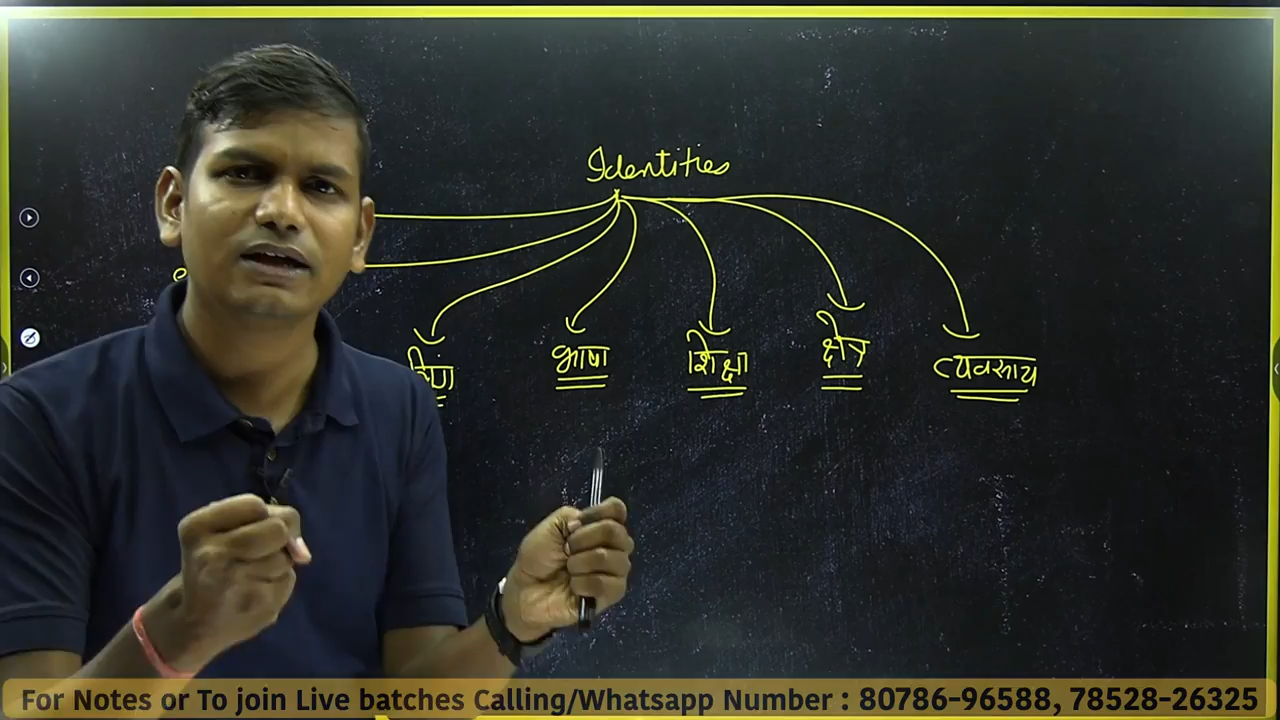 Identities
भाषा
शिक्षा
क्षेत्र
व्यवसाय
For Notes or To join Live batches Calling/Whatsapp Number : 80786-96588, 78528-26325